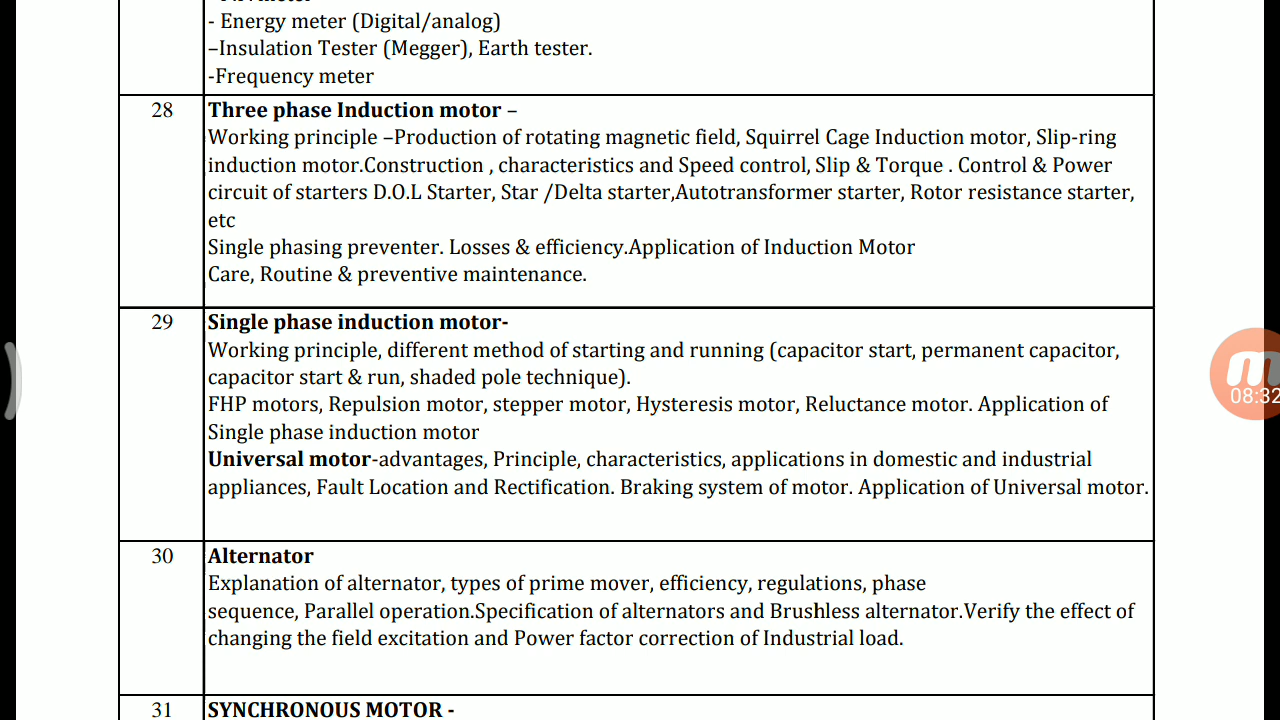 - Energy meter (Digital/analog)
–Insulation Tester (Megger), Earth tester.
-Frequency meter
28
Three phase Induction motor –
Working principle –Production of rotating magnetic field, Squirrel Cage Induction motor, Slip-ring
induction motor.Construction , characteristics and Speed control, Slip & Torque . Control & Power
circuit of starters D.O.L Starter, Star /Delta starter,Autotransformer starter, Rotor resistance starter,
etc
Single phasing preventer. Losses & efficiency.Application of Induction Motor
Care, Routine & preventive maintenance.
29
Single phase induction motor-
Working principle, different method of starting and running (capacitor start, permanent capacitor,
capacitor start & run, shaded pole technique).
FHP motors, Repulsion motor, stepper motor, Hysteresis motor, Reluctance motor. Application of
Single phase induction motor
Universal motor-advantages, Principle, characteristics, applications in domestic and industrial
appliances, Fault Location and Rectification. Braking system of motor. Application of Universal motor.
30
Alternator
Explanation of alternator, types of prime mover, efficiency, regulations, phase
sequence, Parallel operation.Specification of alternators and Brushless alternator.Verify the effect of
changing the field excitation and Power factor correction of Industrial load.
31
SYNCHRONOUS MOTOR -
08:32